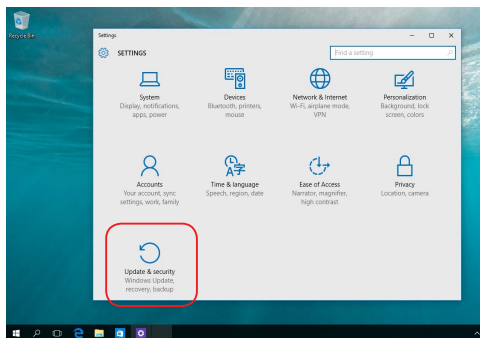 Recycle Bin
Settings
SETTINGS
Find a setting
System
Display, notifications,
apps, power
Devices
Bluetooth, printers,
mouse
Network & Internet
Wi-Fi, airplane mode,
VPN
Personalization
Background, lock
screen, colors
Accounts
Your account, sync
settings, work, family
Time & language
Speech, region, date
Ease of Access
Narrator, magnifier,
high contrast
Privacy
Location, camera
Update & security
Windows Update,
recovery, backup